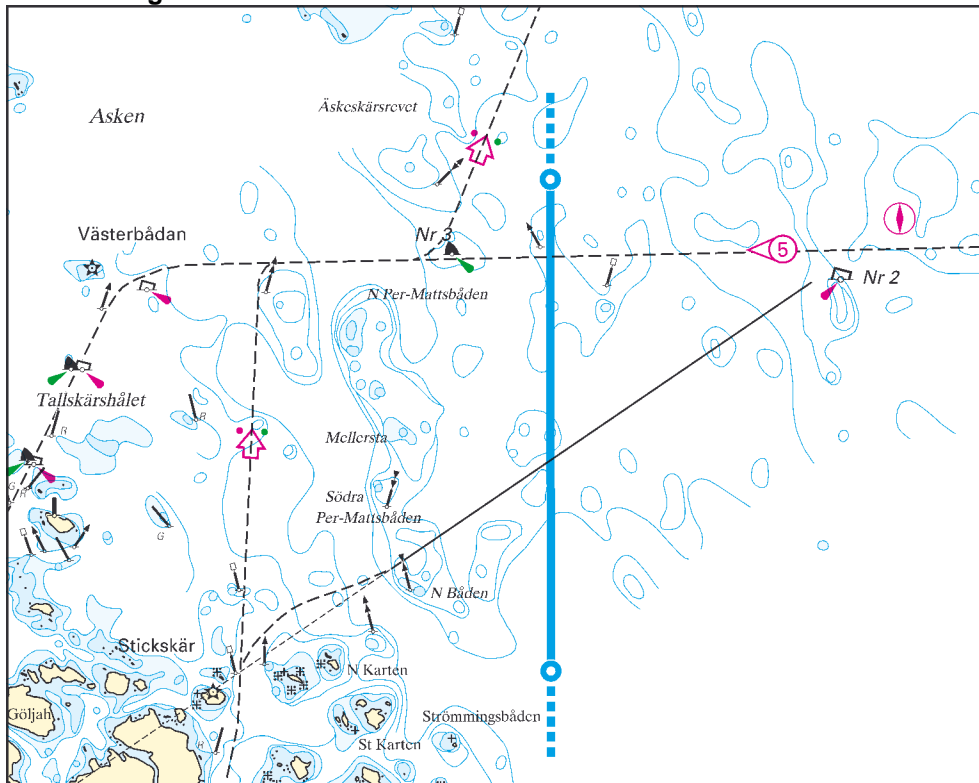 Äskeskärsrevet
Asken
Nr 3
Västerbådan
5
Nr 2
N Per-Mattsbåden
Tallskärshålet
R
R
Mellersta
G
R
Södra
Per-Mattsbåden
G
N Båden
Stickskär
N Karten
Göljah
Strömmingsbåden
R
St Karten